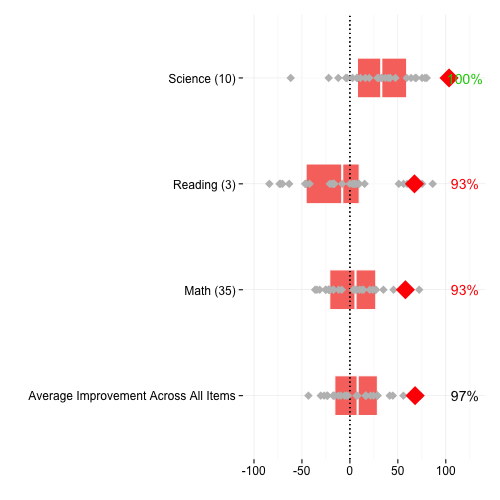 Science (10) 100%
Reading (3) 93%
Math (35) 93%
Average Improvement Across All Items 97%
-100 -50 0 50 100